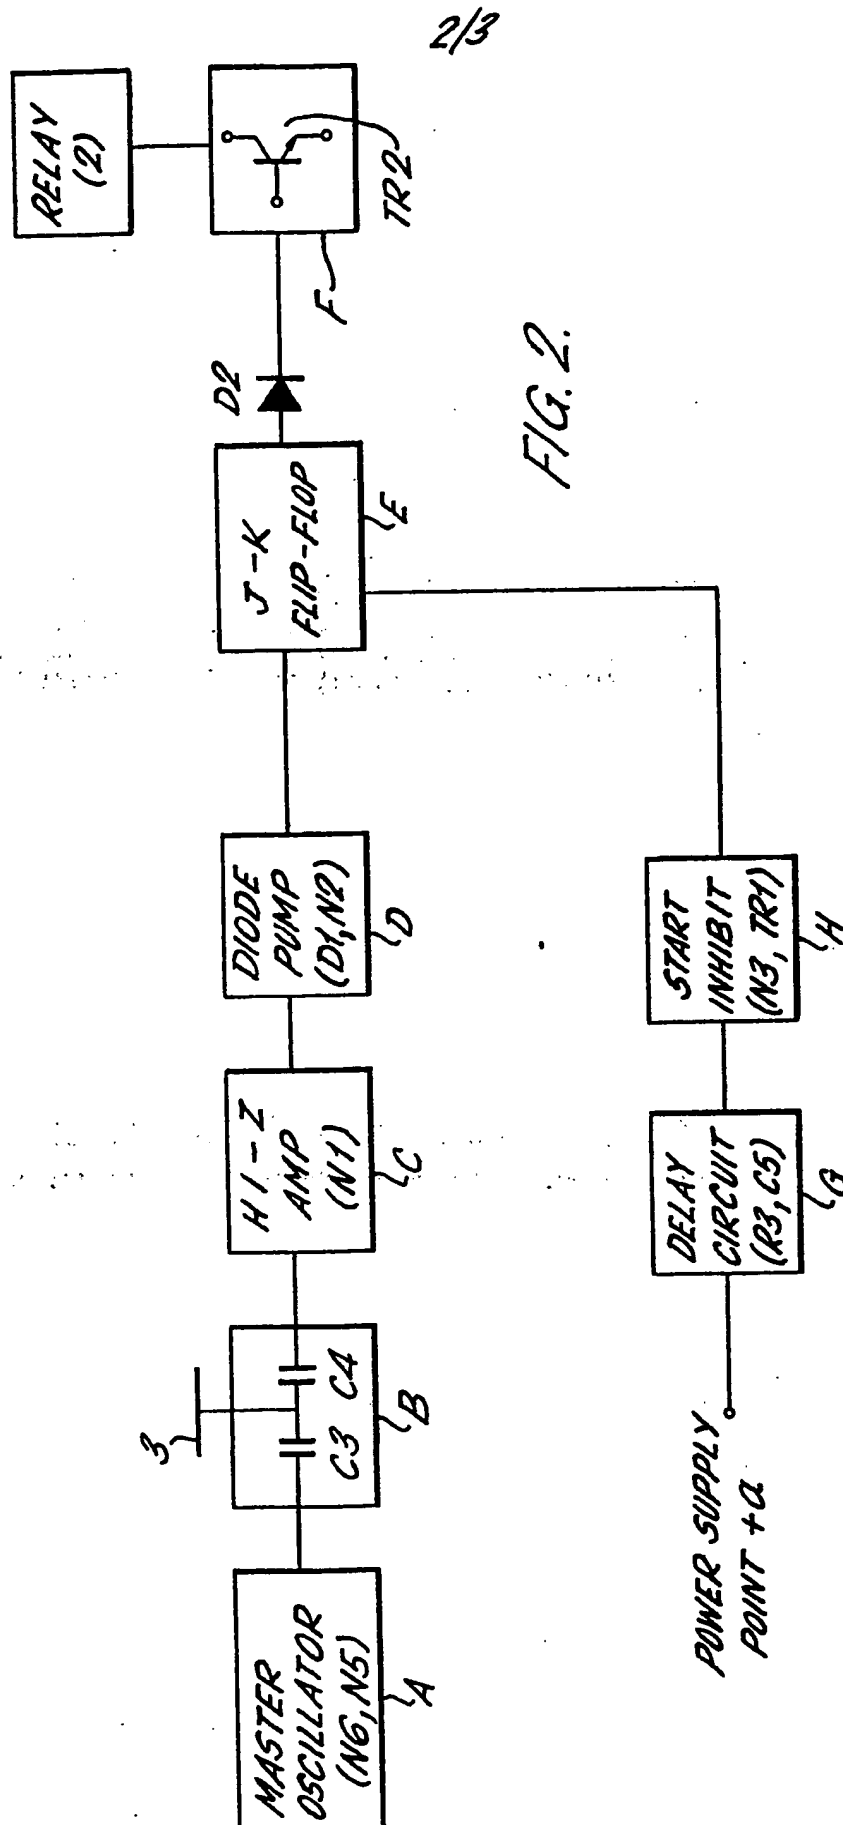 2/3
MASTER
OSCILLATOR
(N6, N5)
A
3
C3 C4
B
HI-Z
AMP
(N1)
C
DIODE
PUMP
(D1, N2)
D
J-K
FLIP-FLOP
E
D2
F
TR2
RELAY
(2)
POWER SUPPLY
POINT +a
DELAY
CIRCUIT
(R3, C5)
G
START
INHIBIT
(N3, TR1)
H
FIG. 2.